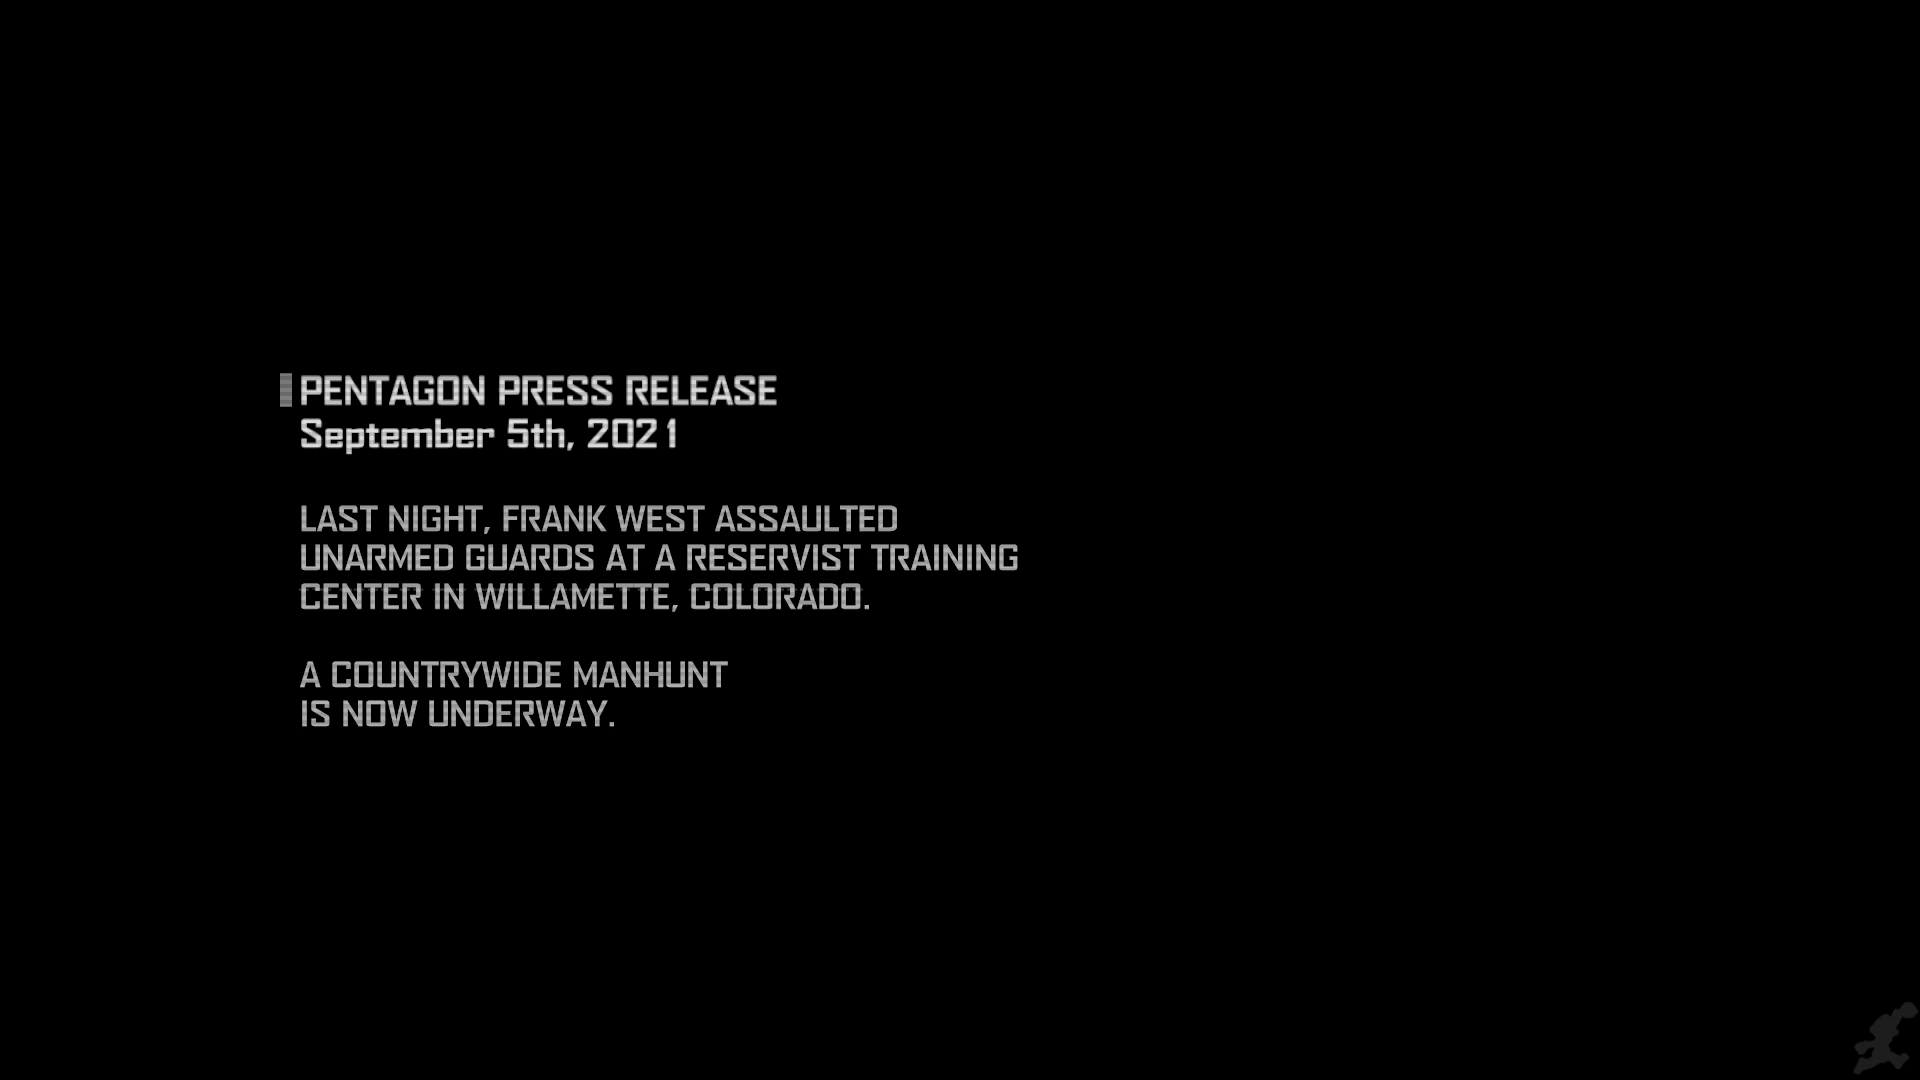 PENTAGON PRESS RELEASE
September 5th, 2021
LAST NIGHT, FRANK WEST ASSAULTED
UNARMED GUARDS AT A RESERVIST TRAINING
CENTER IN WILLAMETTE, COLORADO.
A COUNTRYWIDE MANHUNT
IS NOW UNDERWAY.